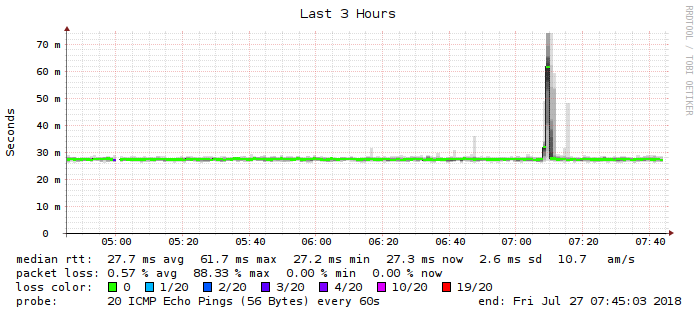 Last 3 Hours
RRDTOOL / TOBI OETIKER
Seconds
70 m
60 m
50 m
40 m
30 m
20 m
10 m
0
05:00 05:20 05:40 06:00 06:20 06:40 07:00 07:20 07:40
median rtt: 27.7 ms avg 61.7 ms max 27.2 ms min 27.3 ms now 2.6 ms sd 10.7 am/s
packet loss: 0.57 % avg 88.33 % max 0.00 % min 0.00 % now
loss color: 0 1/20 2/20 3/20 4/20 10/20 19/20
probe: 20 ICMP Echo Pings (56 Bytes) every 60s end: Fri Jul 27 07:45:03 2018